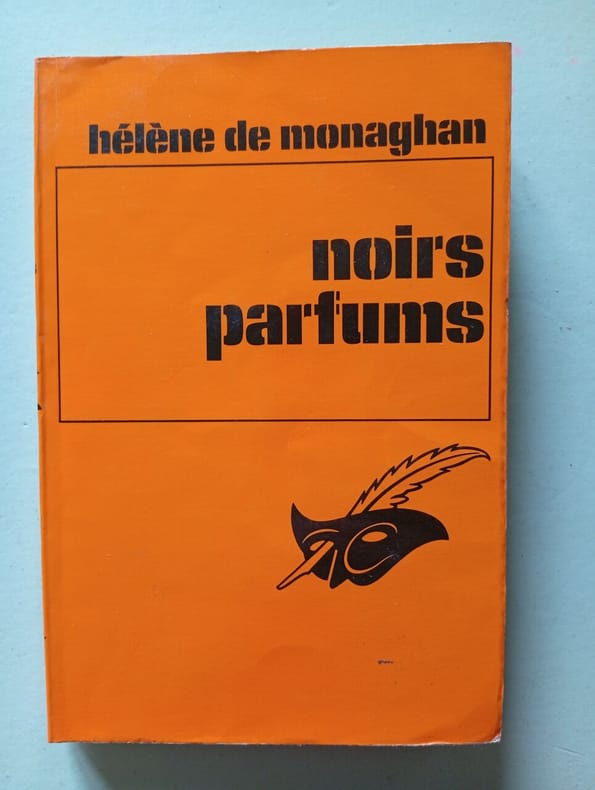 hélène de monaghan
noirs
parfums